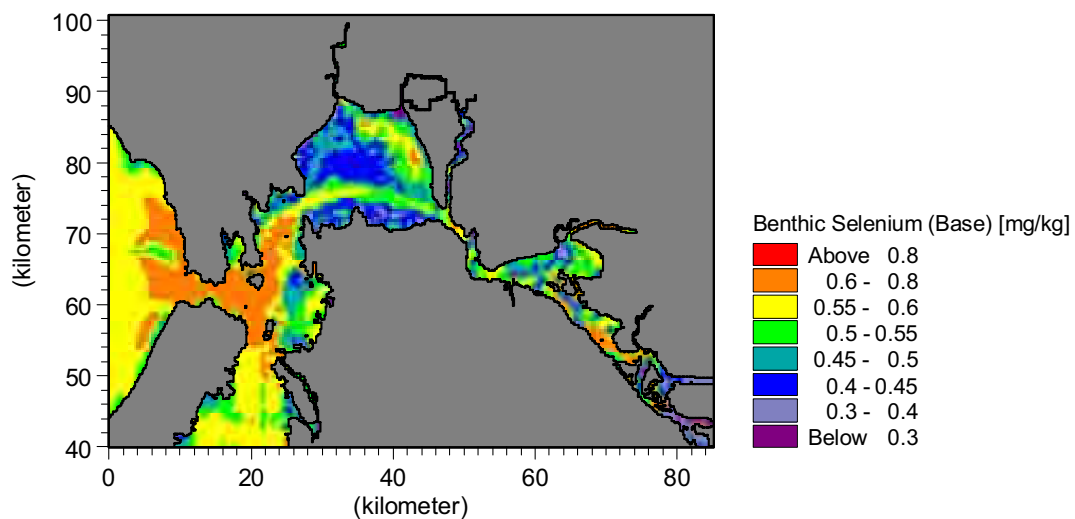 100
90
80
70
60
50
40
(kilometer)
0 20 40 60 80
(kilometer)
Benthic Selenium (Base) [mg/kg]
Above 0.8
0.6 - 0.8
0.55 - 0.6
0.5 - 0.55
0.45 - 0.5
0.4 - 0.45
0.3 - 0.4
Below 0.3